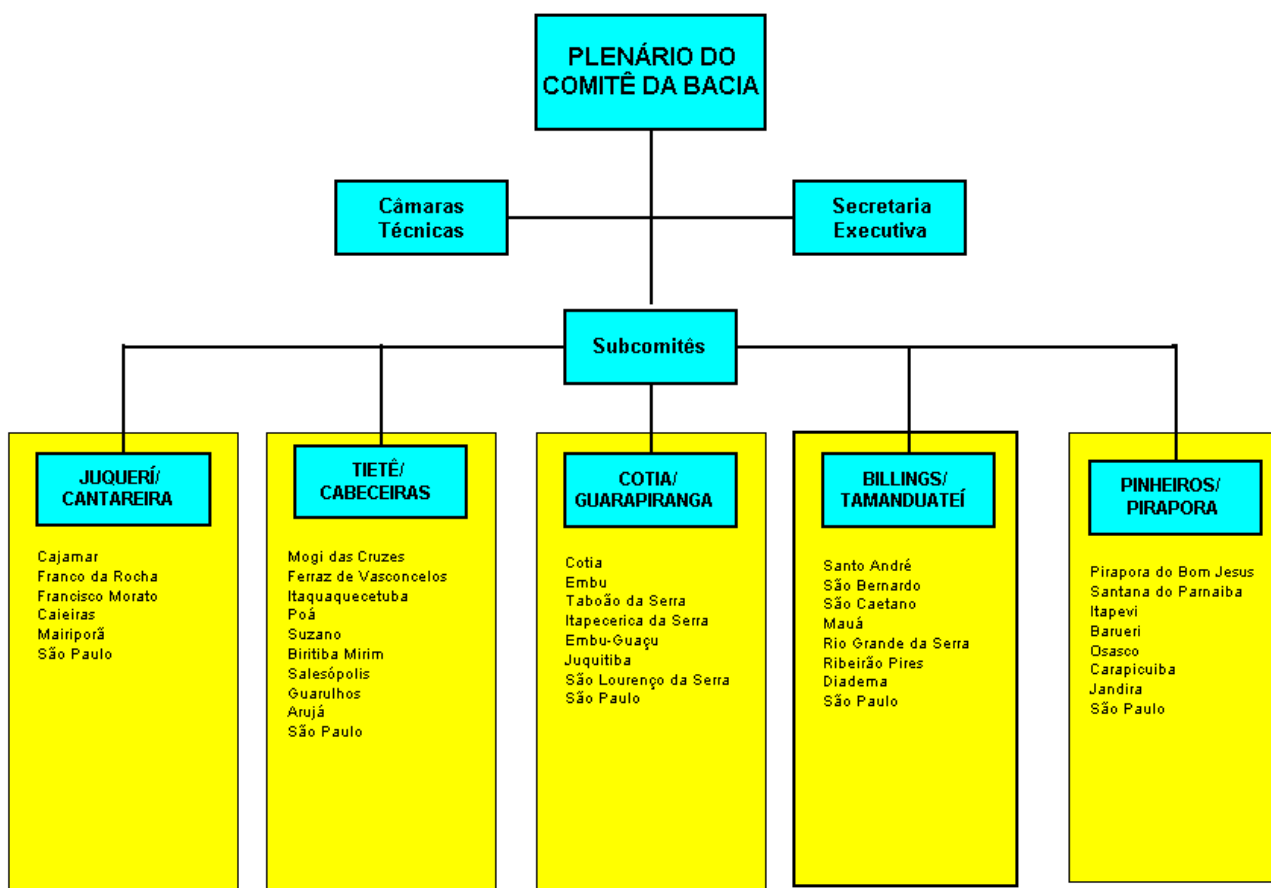 PLENÁRIO DO
COMITÊ DA BACIA
Câmaras
Técnicas
Secretaria
Executiva
Subcomitês
JUQUERÍ/
CANTAREIRA
Cajamar
Franco da Rocha
Francisco Morato
Caieiras
Mairiporã
São Paulo
TIETÊ/
CABECEIRAS
Mogi das Cruzes
Ferraz de Vasconcelos
Itaquaquecetuba
Poá
Suzano
Biritiba Mirim
Salesópolis
Guarulhos
Arujá
São Paulo
COTIA/
GUARAPIRANGA
Cotia
Embu
Taboão da Serra
Itapecerica da Serra
Embu-Guaçu
Juquitiba
São Lourenço da Serra
São Paulo
BILLINGS/
TAMANDUATEÍ
Santo André
São Bernardo
São Caetano
Mauá
Rio Grande da Serra
Ribeirão Pires
Diadema
São Paulo
PINHEIROS/
PIRAPORA
Pirapora do Bom Jesus
Santana do Parnaiba
Itapevi
Barueri
Osasco
Carapicuiba
Jandira
São Paulo